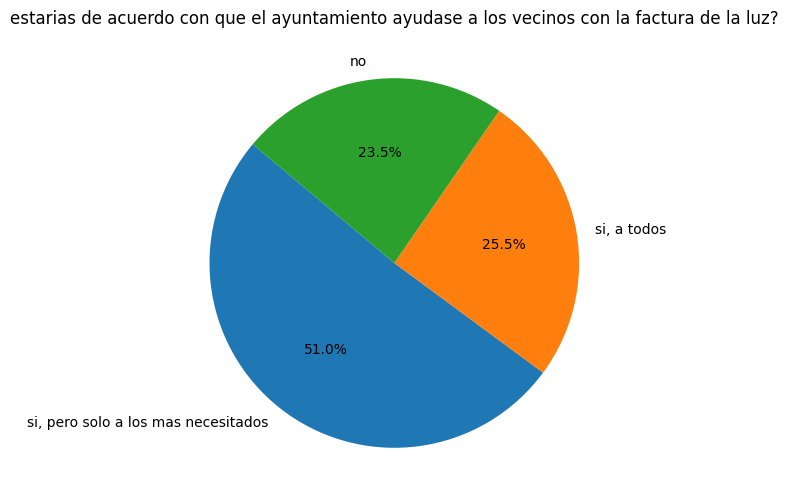 estarias de acuerdo con que el ayuntamiento ayudase a los vecinos con la factura de la luz?
no
23.5%
si, a todos
25.5%
51.0%
si, pero solo a los mas necesitados